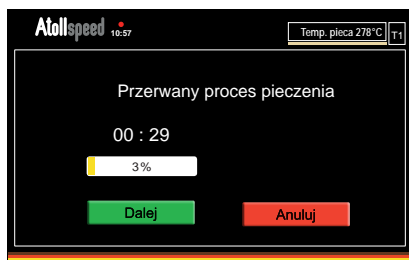 Atollspeed 10:57
Temp. pieca 278°C T1
Przerwany proces pieczenia
00 : 29
3%
Dalej Anuluj